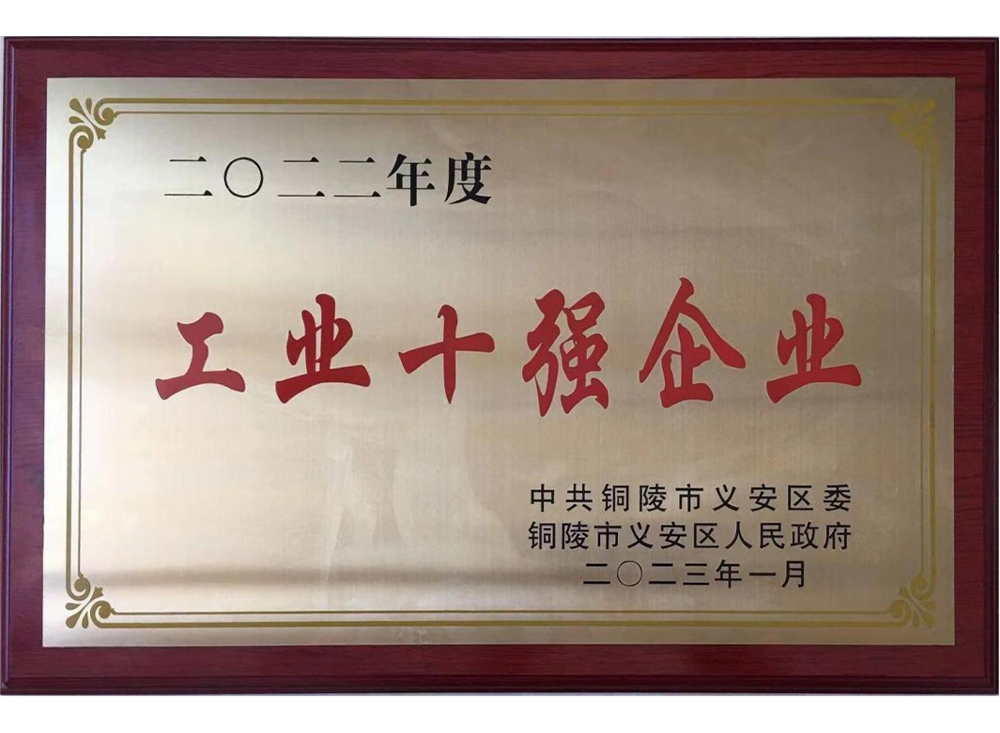 二〇二二年度
工业十强企业
中共铜陵市义安区委
铜陵市义安区人民政府
二〇二三年一月